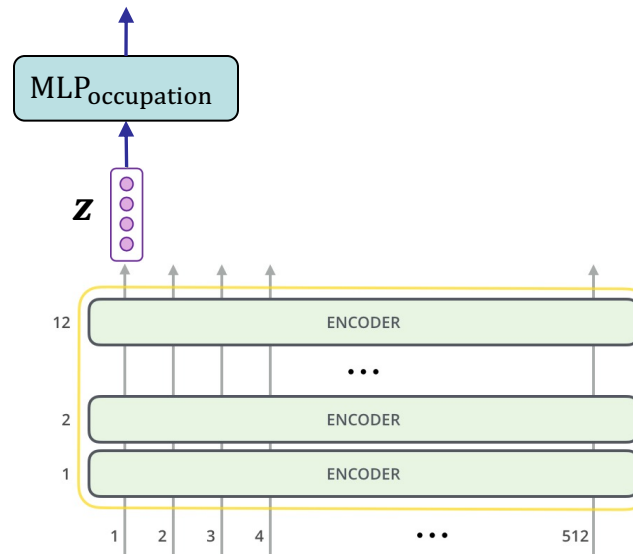 MLPoccupation
z
12 ENCODER
...
2 ENCODER
1 ENCODER
1 2 3 4 ... 512